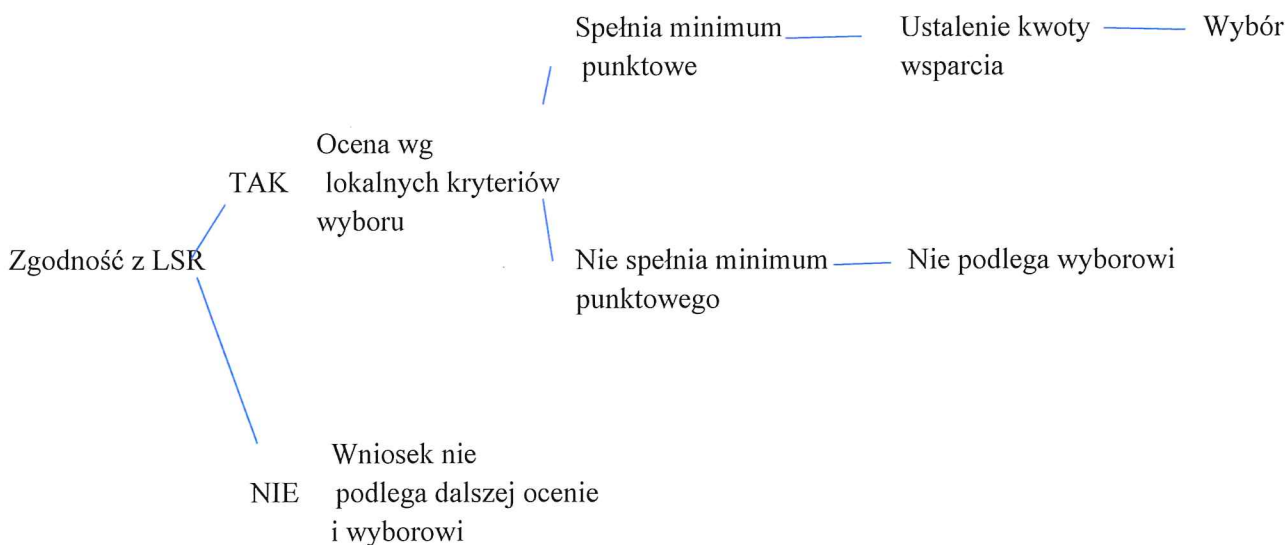 Spełnia minimum
punktowe
Ustalenie kwoty
wsparcia
Wybór
Ocena wg
TAK lokalnych kryteriów
wyboru
Zgodność z LSR
Nie spełnia minimum
punktowego
Nie podlega wyborowi
Wniosek nie
NIE podlega dalszej ocenie
i wyborowi